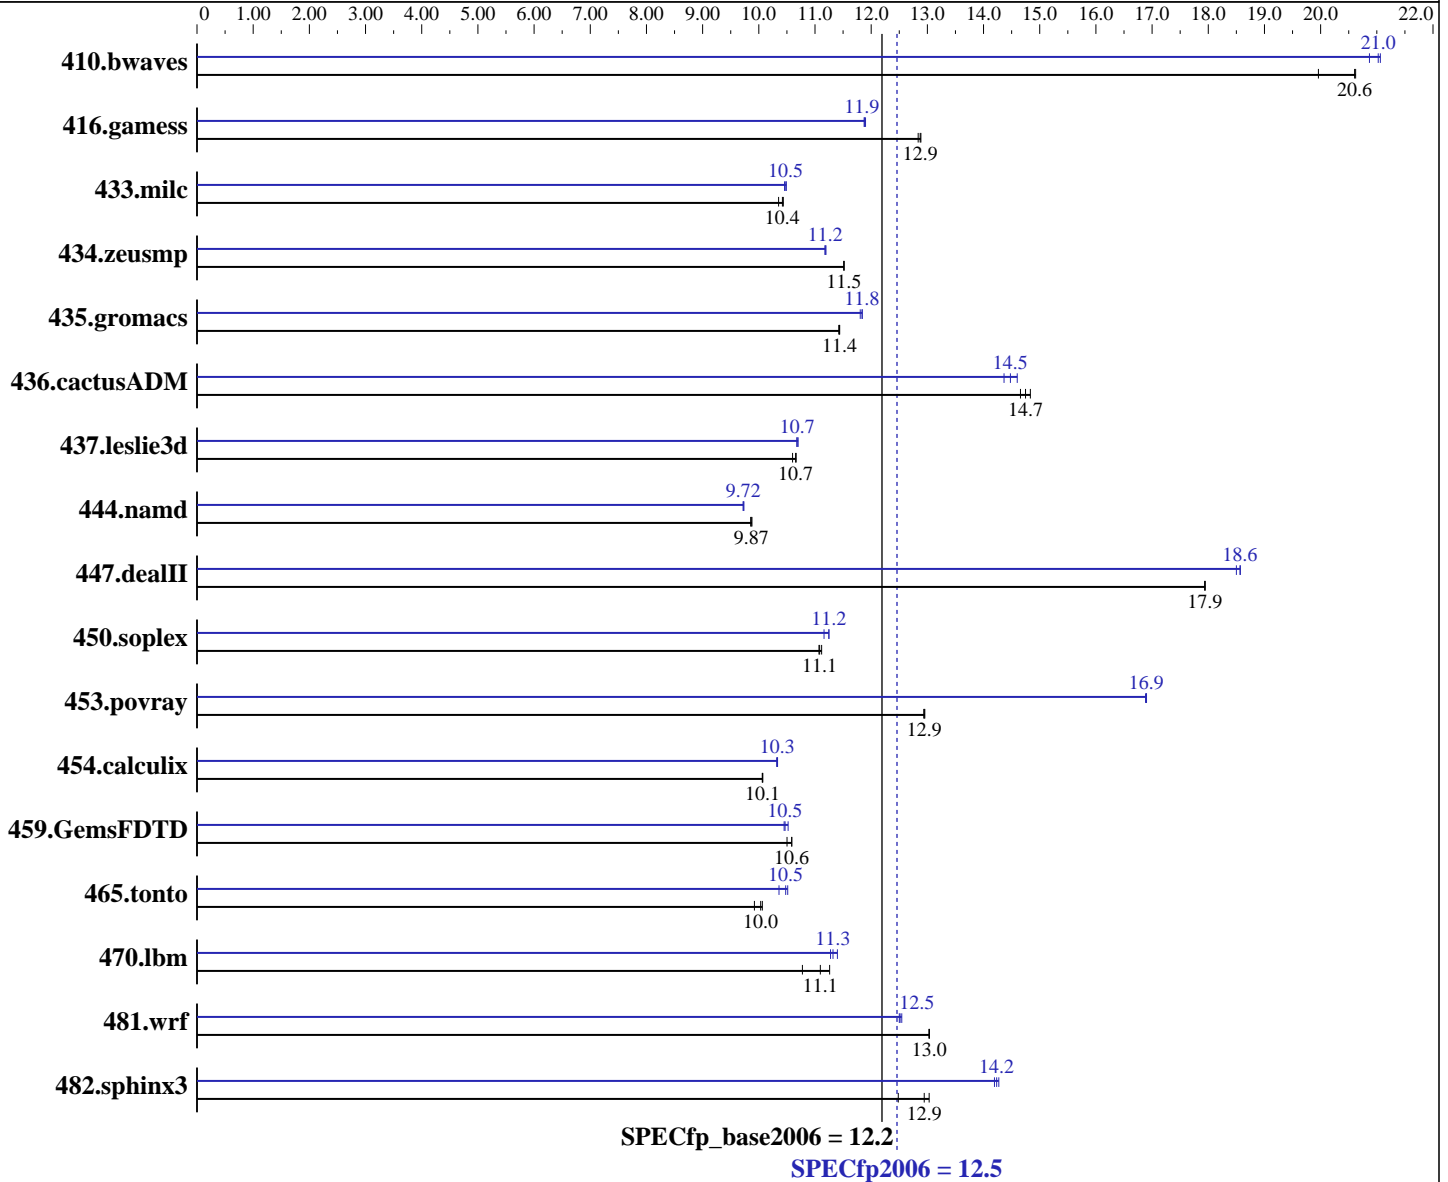 0 1.00 2.00 3.00 4.00 5.00 6.00 7.00 8.00 9.00 10.0 11.0 12.0 13.0 14.0 15.0 16.0 17.0 18.0 19.0 20.0 22.0
410.bwaves 21.0
20.6
416.gamess 11.9
12.9
433.milc 10.5
10.4
434.zeusmp 11.2
11.5
435.gromacs 11.8
11.4
436.cactusADM 14.5
14.7
437.leslie3d 10.7
10.7
444.namd 9.72
9.87
447.dealII 18.6
17.9
450.soplex 11.2
11.1
453.povray 16.9
12.9
454.calculix 10.3
10.1
459.GemsFDTD 10.5
10.6
465.tonto 10.5
10.0
470.lbm 11.3
11.1
481.wrf 12.5
13.0
482.sphinx3 14.2
12.9
SPECfp_base2006 = 12.2
SPECfp2006 = 12.5